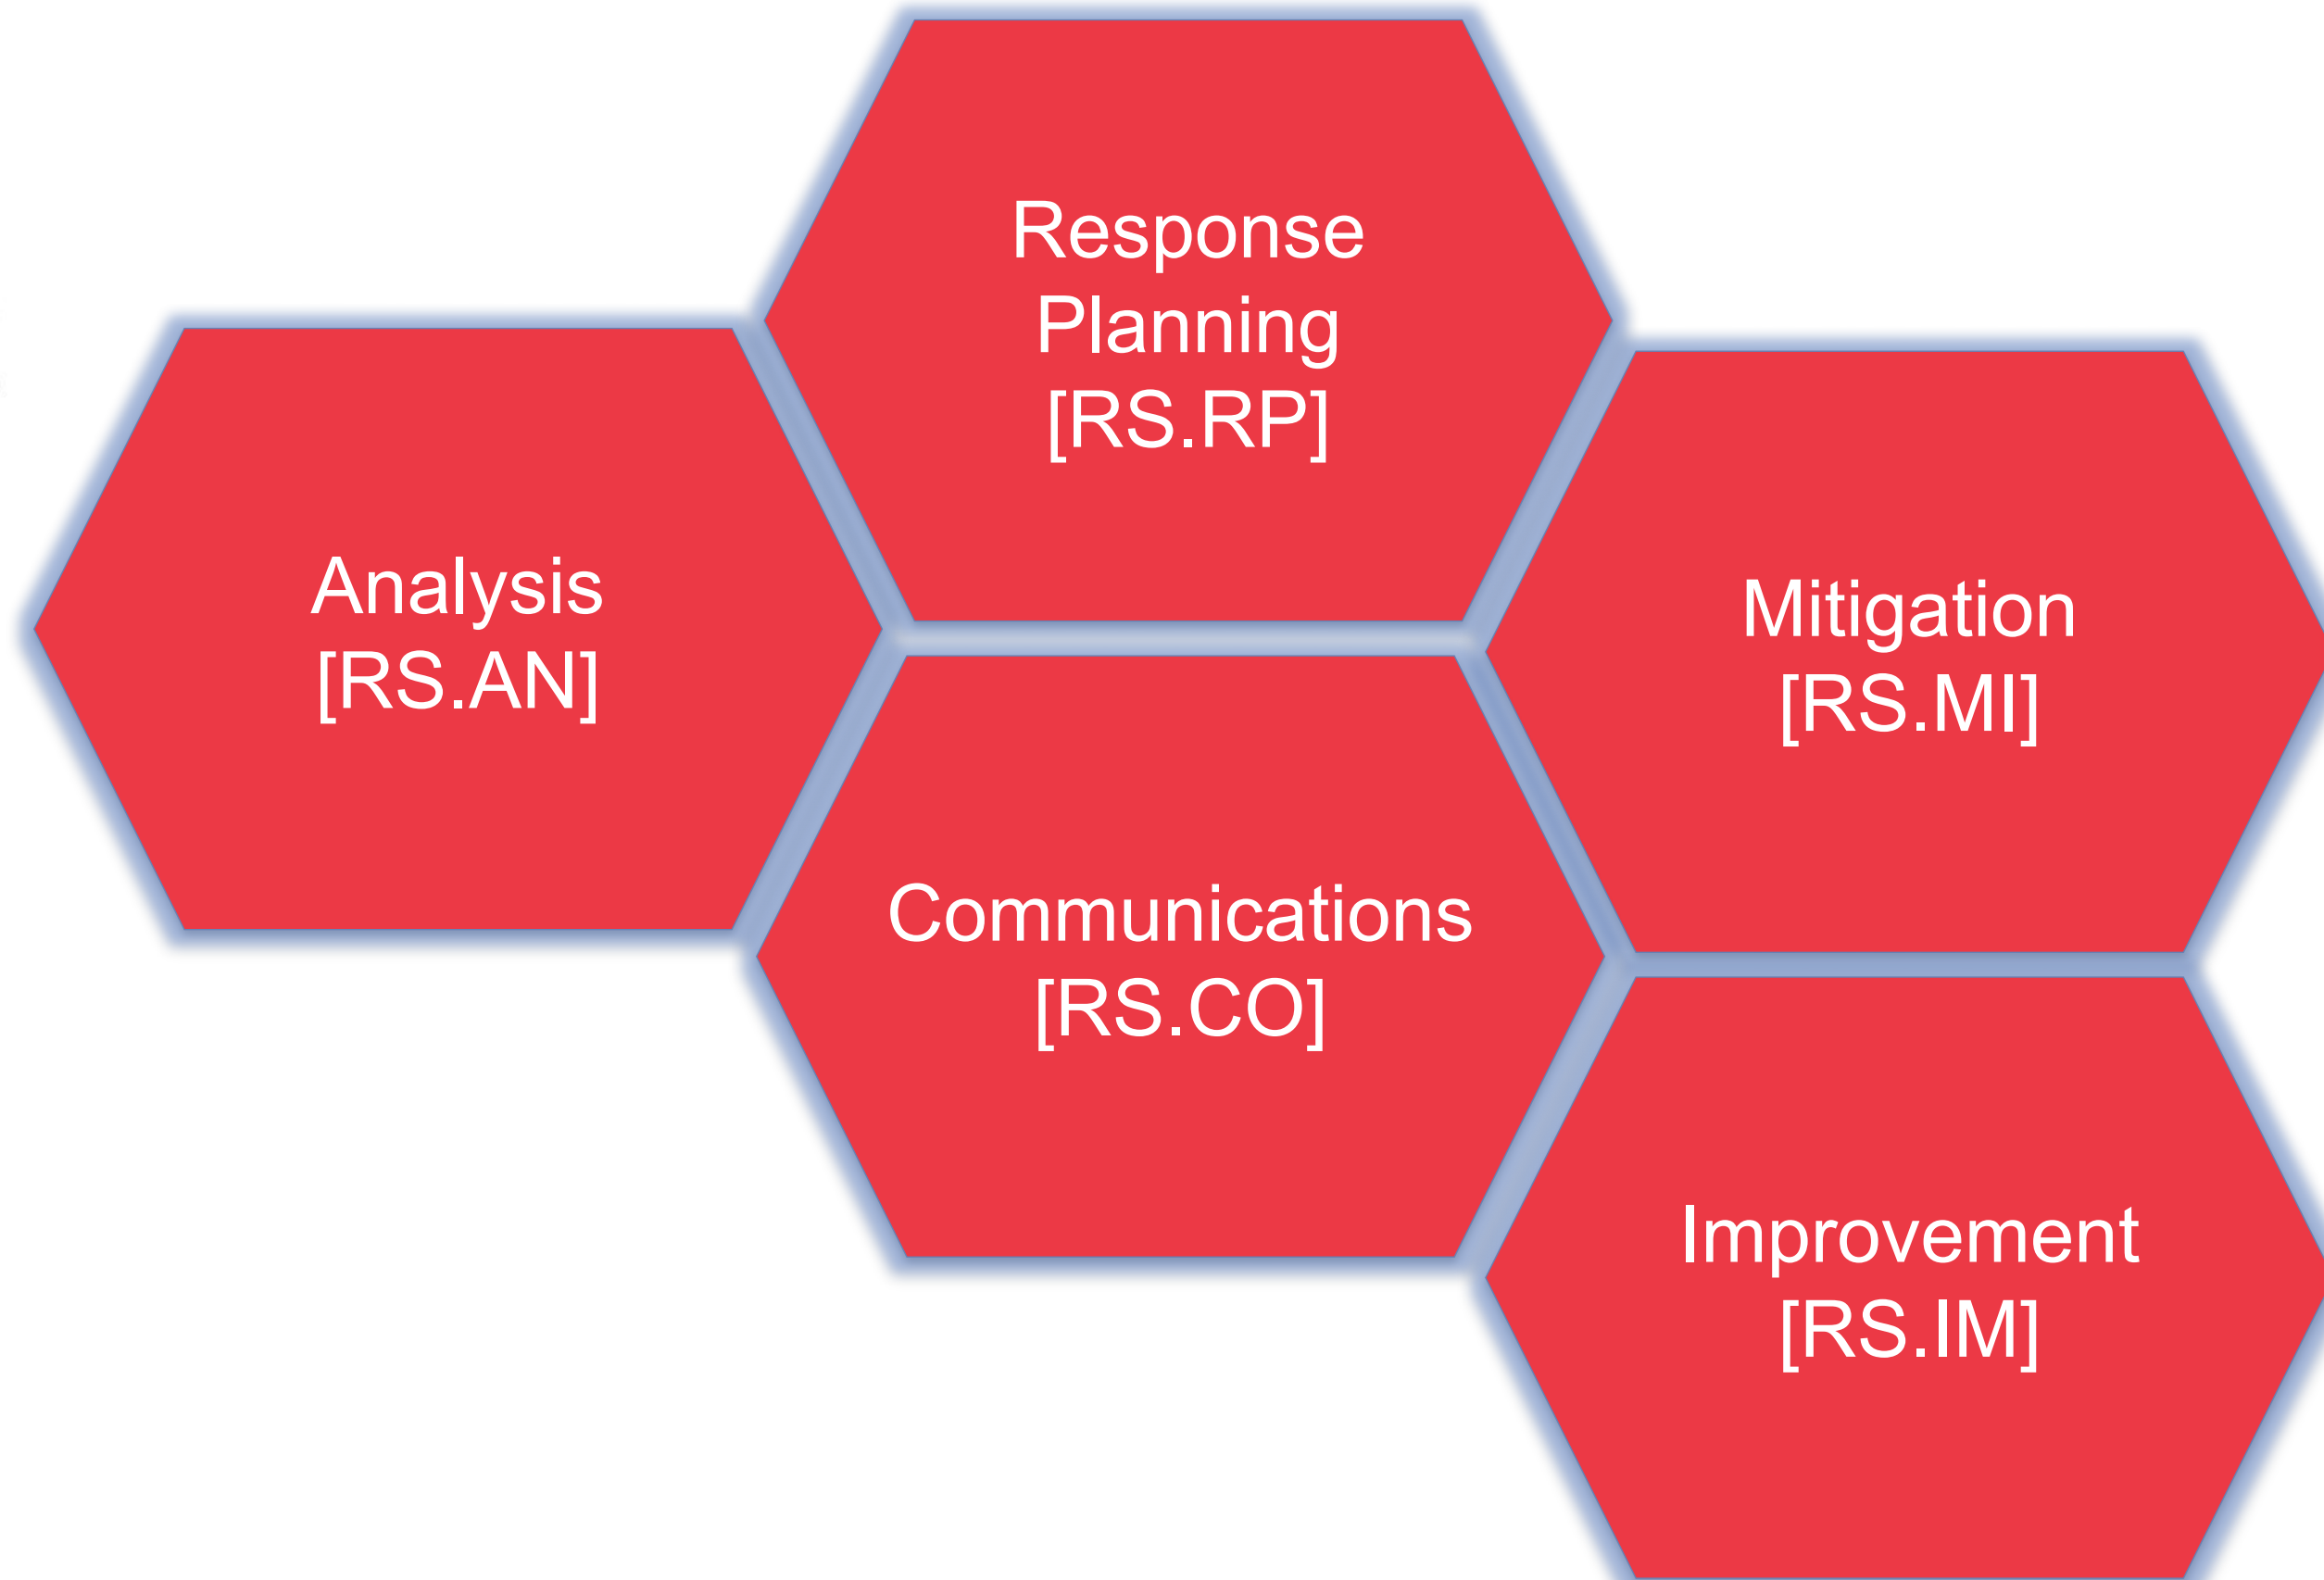 Response
Planning
[RS.RP]
Analysis
[RS.AN]
Mitigation
[RS.MI]
Communications
[RS.CO]
Improvement
[RS.IM]